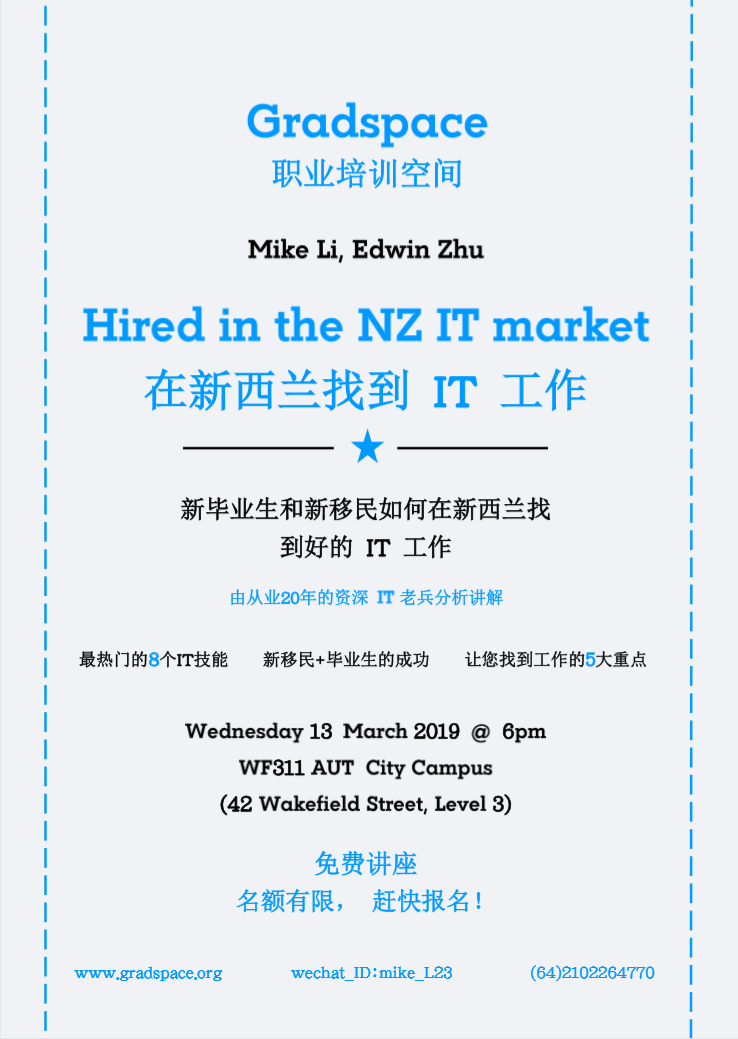 Gradspace
职业培训空间
Mike Li, Edwin Zhu
Hired in the NZ IT market
在新西兰找到 IT 工作
新毕业生和新移民如何在新西兰找
到好的 IT 工作
由从业20年的资深 IT 老兵分析讲解
最热门的8个IT技能 新移民+毕业生的成功 让您找到工作的5大重点
Wednesday 13 March 2019 @ 6pm
WF311 AUT City Campus
(42 Wakefield Street, Level 3)
免费讲座
名额有限， 赶快报名！
www.gradspace.org wechat_ID:mike_L23 (64)2102264770